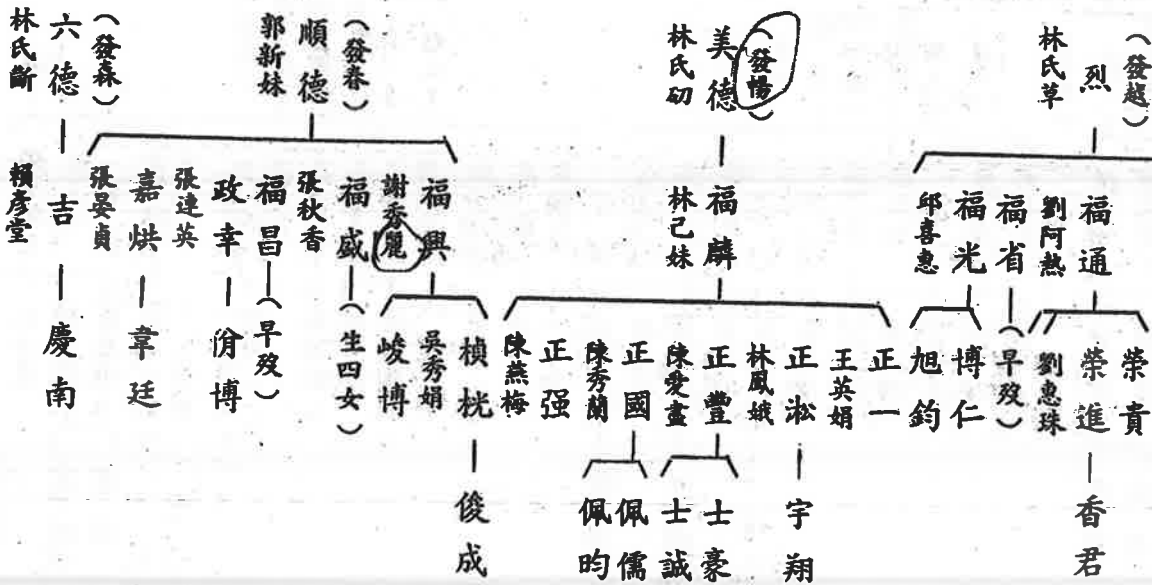 （發越）
烈
林氏草
（發暢）
美德
林氏㓛
（發春）
順德
郭新妹
（發森）
六德
林氏斷
福通
劉阿熱
福省
福光
邱喜惠
福麟
林己妹
福興
謝秀麗
福盛
張秋香
福昌
政幸
張連英
嘉烘
張晏貞
吉
賴彥堂
榮貴
榮進
劉惠珠
（早歿）
博仁
旭鈞
正一
王英娟
正淞
林鳳娥
正豐
陳愛盡
正國
陳秀蘭
正强
陳燕梅
楨桄
吳秀娟
峻博
（生四女）
（早歿）
佾博
韋廷
慶南
香君
宇翔
士豪
士誠
佩儒
佩昀
俊成